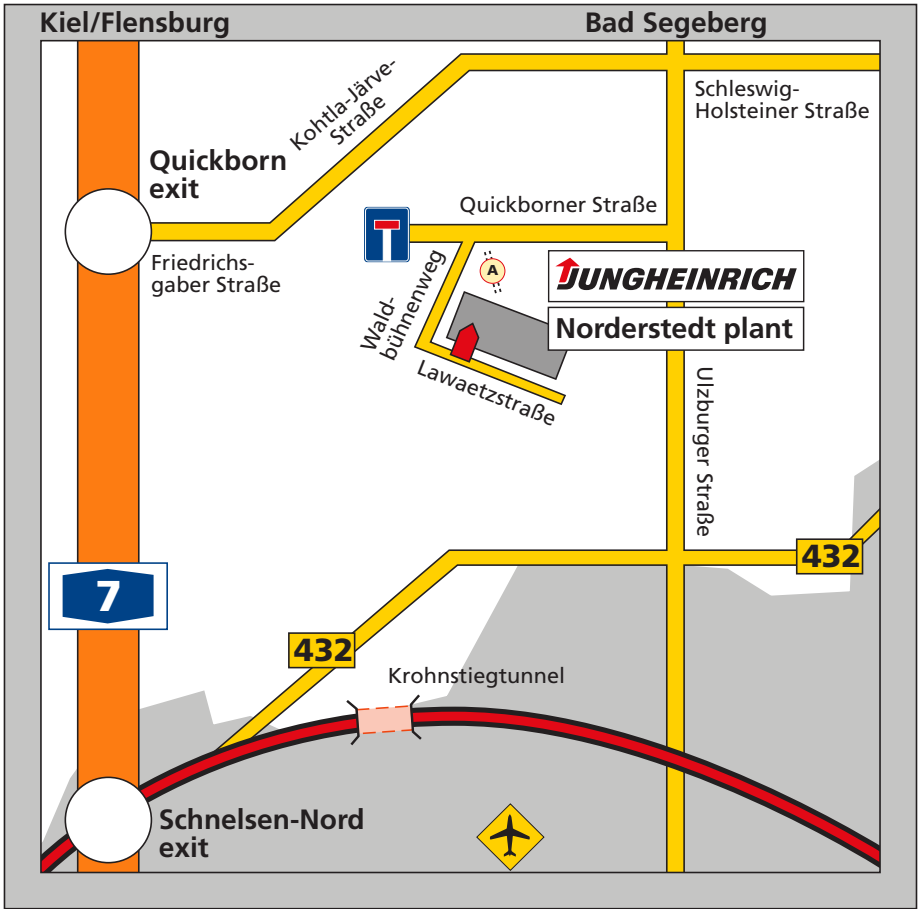 Kiel/Flensburg
Bad Segeberg
Kohtla-Järve-
Straße
Schleswig-
Holsteiner Straße
Quickborn
exit
Quickborner Straße
Friedrichs-
gaber Straße
A
Wald-
bühnenweg
JUNGHEINRICH
Norderstedt plant
Lawaetzstraße
Ulzburger Straße
432
7
432
Krohnstiegtunnel
Schnelsen-Nord
exit